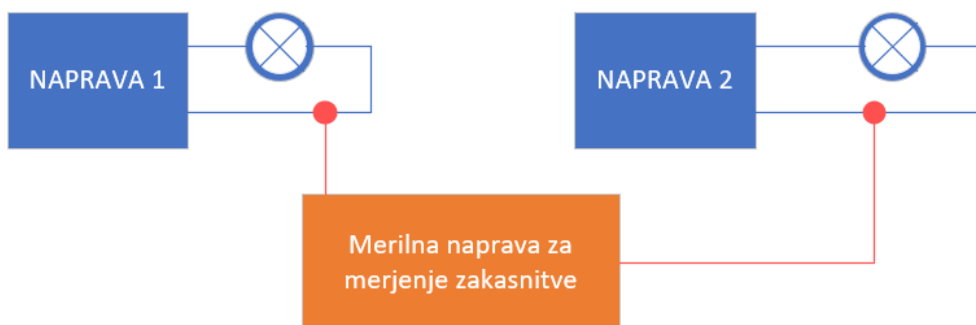 NAPRAVA 1
NAPRAVA 2
Merilna naprava za
merjenje zakasnitve